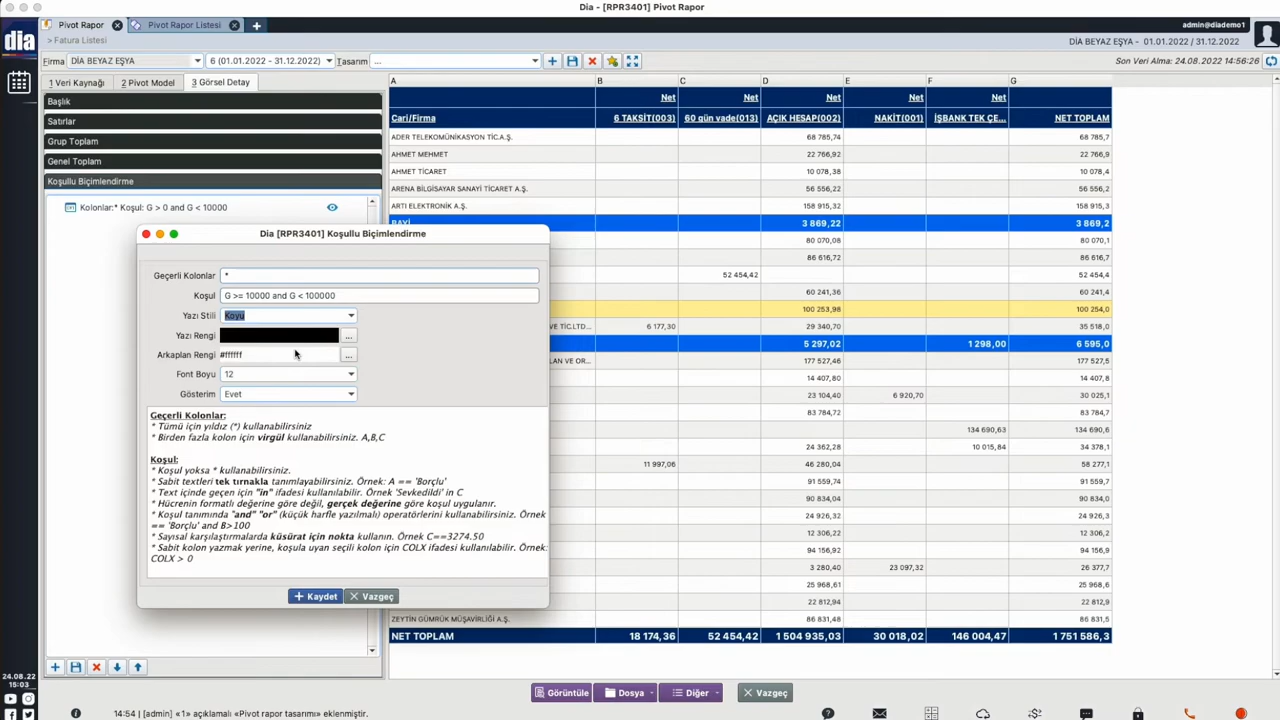 Dia - [RPR3401] Pivot Rapor
dia
Pivot Rapor
Pivot Rapor Listesi
admin@diademo1
> Fatura Listesi
DİA BEYAZ EŞYA - 01.01.2022 / 31.12.2022
Firma DİA BEYAZ EŞYA 6 (01.01.2022 - 31.12.2022) Tasarım ...
Son Veri Alma: 24.08.2022 14:56:26
1 Veri Kaynağı 2 Pivot Model 3 Görsel Detay
Başlık
Satırlar
Grup Toplam
Genel Toplam
Koşullu Biçimlendirme
Kolonlar:* Koşul: G > 0 and G < 10000
A B C D E F G
Net Net Net Net Net
Cari/Firma 6 TAKSİT(003) 60 gün vade(013) AÇIK HESAP(002) NAKİT(001) İŞBANK TEK ÇE... NET TOPLAM
ADER TELEKOMÜNİKASYON TİC.A.Ş. 68 785,74 68 785,7
AHMET MEHMET 22 766,92 22 766,9
AHMET TİCARET 10 078,38 10 078,4
ARENA BİLGİSAYAR SANAYİ TİCARET A.Ş. 56 556,22 56 556,2
ARTI ELEKTRONİK A.Ş. 158 915,32 158 915,3
BAYİ 3 869,22 3 869,2
80 070,08 80 070,1
86 616,72 86 616,7
52 454,42 52 454,4
60 241,36 60 241,4
100 253,98 100 254,0
VE TİC.LTD... 6 177,30 29 340,70 35 518,0
5 297,02 1 298,00 6 595,0
LAN VE OR... 177 527,46 177 527,5
14 407,80 14 407,8
23 104,40 6 920,70 30 025,1
83 784,72 83 784,7
134 690,63 134 690,6
24 362,28 10 015,84 34 378,1
11 997,06 46 280,04 58 277,1
91 559,74 91 559,7
90 834,04 90 834,0
24 926,32 24 926,3
12 306,22 12 306,2
94 156,92 94 156,9
3 280,40 23 097,32 26 377,7
25 968,61 25 968,6
22 812,94 22 812,9
ZEYTİN GÜMRÜK MÜŞAVİRLİĞİ A.Ş. 86 831,48 86 831,5
NET TOPLAM 18 174,36 52 454,42 1 504 935,03 30 018,02 146 004,47 1 751 586,3
Dia [RPR3401] Koşullu Biçimlendirme
Geçerli Kolonlar *
Koşul G >= 10000 and G < 100000
Yazı Stili Koyu
Yazı Rengi ...
Arkaplan Rengi #ffffff ...
Font Boyu 12
Gösterim Evet
Geçerli Kolonlar:
* Tümü için yıldız (*) kullanabilirsiniz
* Birden fazla kolon için virgül kullanabilirsiniz. A,B,C
Koşul:
* Koşul yoksa * kullanabilirsiniz.
* Sabit textleri tek tırnakla tanımlayabilirsiniz. Örnek: A == 'Borçlu'
* Text içinde geçen için "in" ifadesi kullanılabilir. Örnek 'Sevkedildi' in C
* Hücrenin formatlı değerine göre değil, gerçek değerine göre koşul uygulanır.
* Koşul tanımında "and" "or" (küçük harfle yazılmalı) operatörlerini kullanabilirsiniz. Örnek
== 'Borçlu' and B>100
* Sayısal karşılaştırmalarda küsürat için nokta kullanın. Örnek C==3274.50
* Sabit kolon yazmak yerine, koşula uyan seçili kolon için COLX ifadesi kullanılabilir. Örnek:
COLX > 0
Kaydet Vazgeç
Görüntüle Dosya Diğer Vazgeç
24.08.22
15:03
14:54 | [admin] «1» açıklamalı «Pivot rapor tasarımı» eklenmiştir.